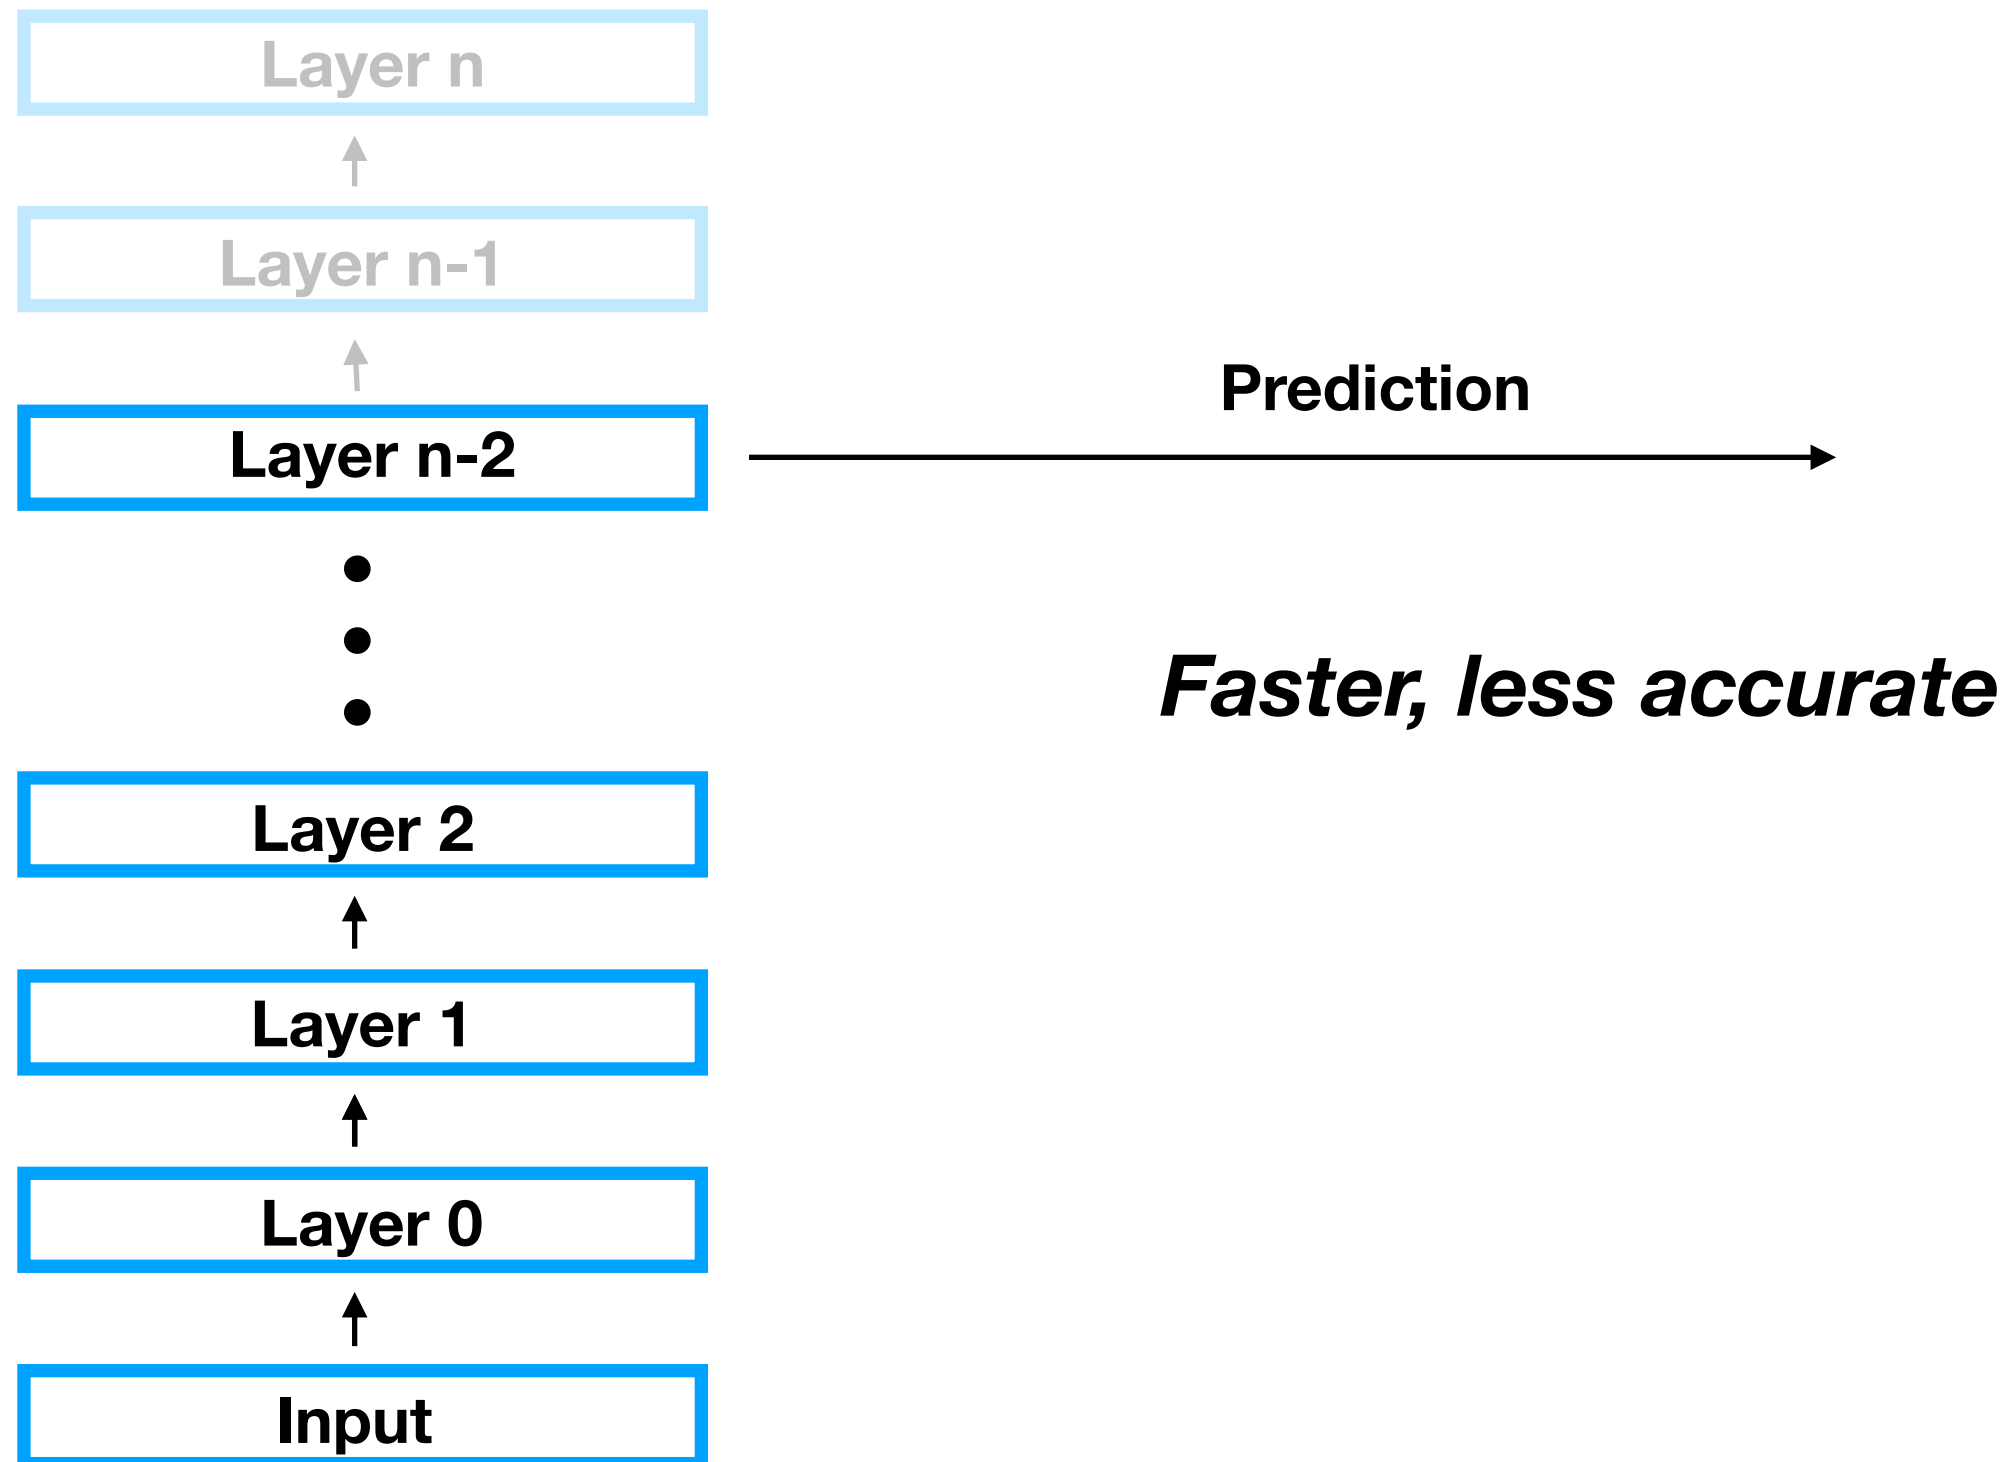 Layer n
Layer n-1
Layer n-2
Prediction
Faster, less accurate
Layer 2
Layer 1
Layer 0
Input